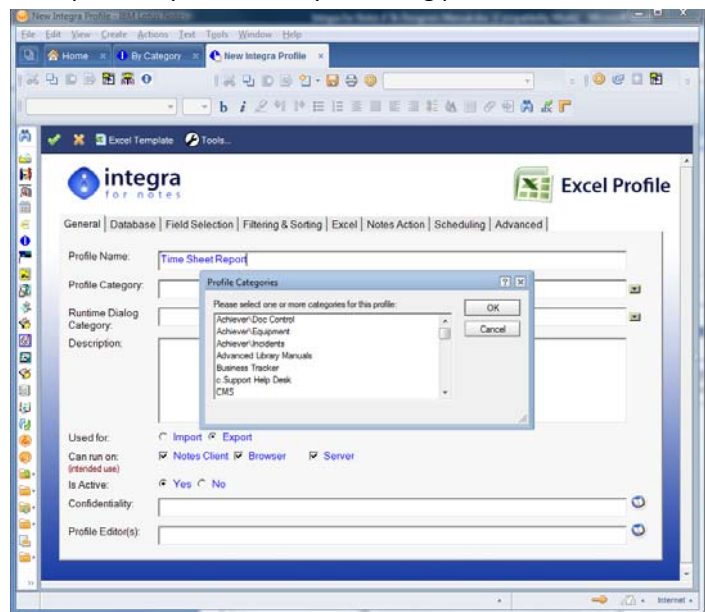 New Integra Profile - IBM Lotus Notes
File Edit View Create Actions Text Tools Window Help
Home × By Category × New Integra Profile ×
b i
Excel Template Tools...
integra
for notes
Excel Profile
General Database Field Selection Filtering & Sorting Excel Notes Action Scheduling Advanced
Profile Name: Time Sheet Report
Profile Category:
Runtime Dialog
Category:
Description:
Profile Categories
Please select one or more categories for this profile:
Achiever\Doc Control
Achiever\Equipment
Achiever\Incidents
Advanced Library Manuals
Business Tracker
c.Support Help Desk
CMS
OK
Cancel
Used for: Import Export
Can run on: Notes Client Browser Server
(intended use)
Is Active: Yes No
Confidentiality:
Profile Editor(s):
Internet